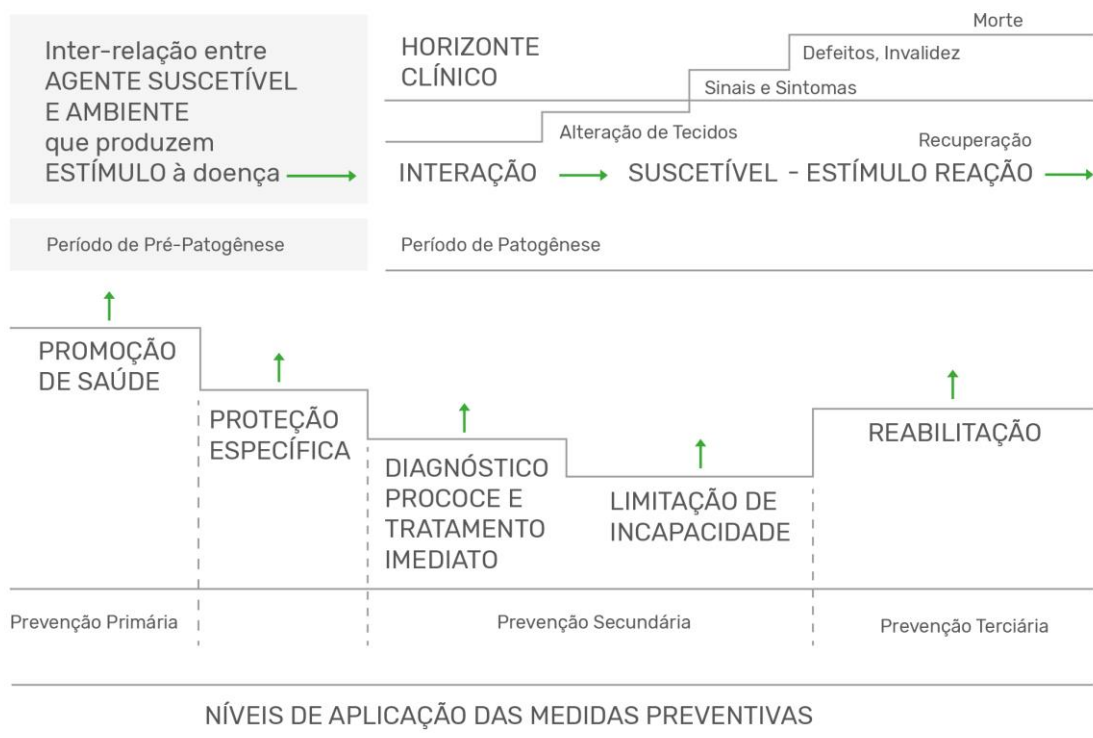 Inter-relação entre
AGENTE SUSCETÍVEL
E AMBIENTE
que produzem
ESTÍMULO à doença
HORIZONTE
CLÍNICO
Morte
Defeitos, Invalidez
Sinais e Sintomas
Alteração de Tecidos
Recuperação
INTERAÇÃO
SUSCETÍVEL - ESTÍMULO REAÇÃO
Período de Pré-Patogênese
Período de Patogênese
PROMOÇÃO
DE SAÚDE
PROTEÇÃO
ESPECÍFICA
DIAGNÓSTICO
PROCOCE E
TRATAMENTO
IMEDIATO
LIMITAÇÃO DE
INCAPACIDADE
REABILITAÇÃO
Prevenção Primária
Prevenção Secundária
Prevenção Terciária
NÍVEIS DE APLICAÇÃO DAS MEDIDAS PREVENTIVAS